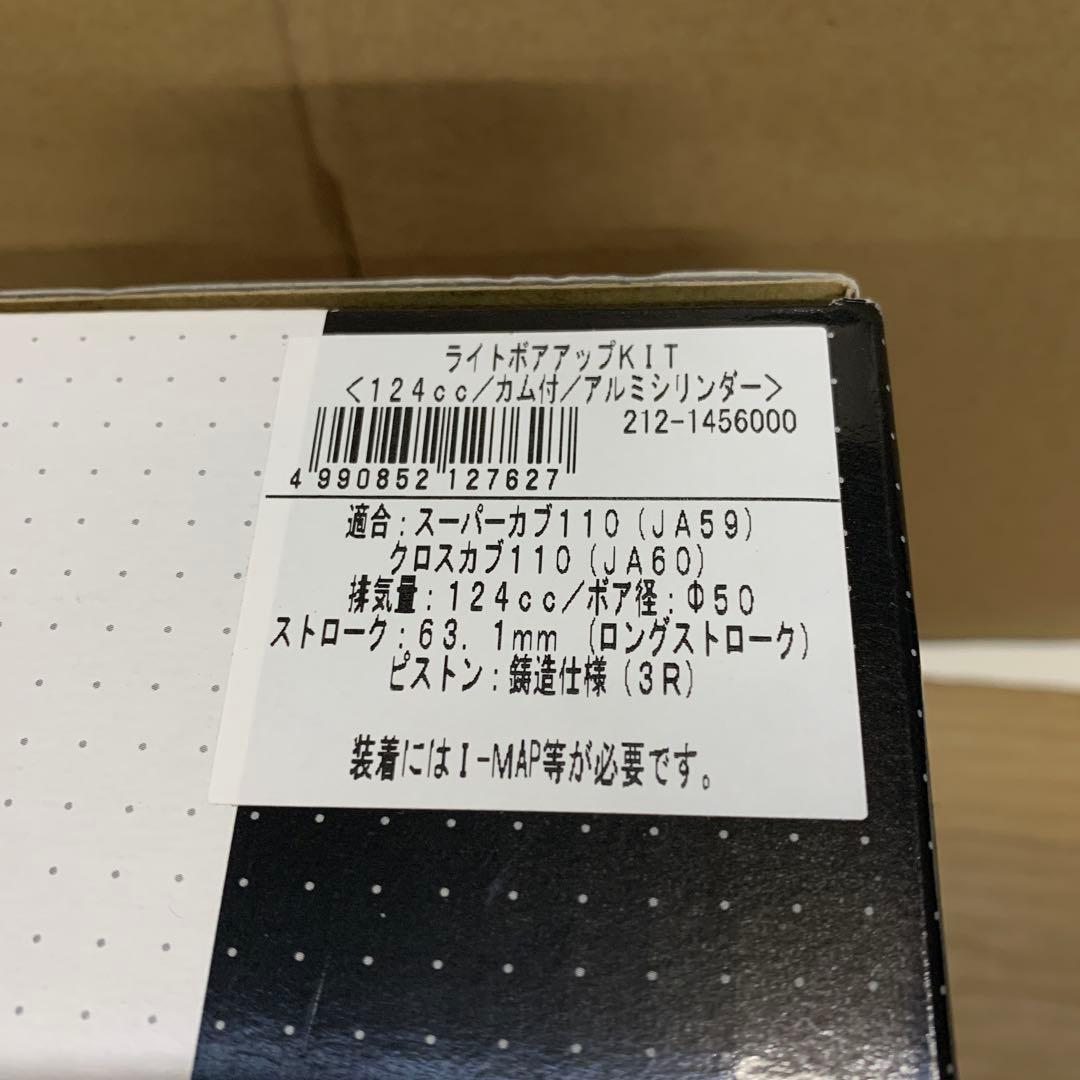 ライトボアアップKIT
<124cc/カム付/アルミシリンダー>
212-1456000
4 990852 127627
適合:スーパーカブ110(JA59)
クロスカブ110(JA60)
排気量:124cc/ボア径:Φ50
ストローク:63.1mm (ロングストローク)
ピストン:鋳造仕様(3R)
装着にはI-MAP等が必要です。